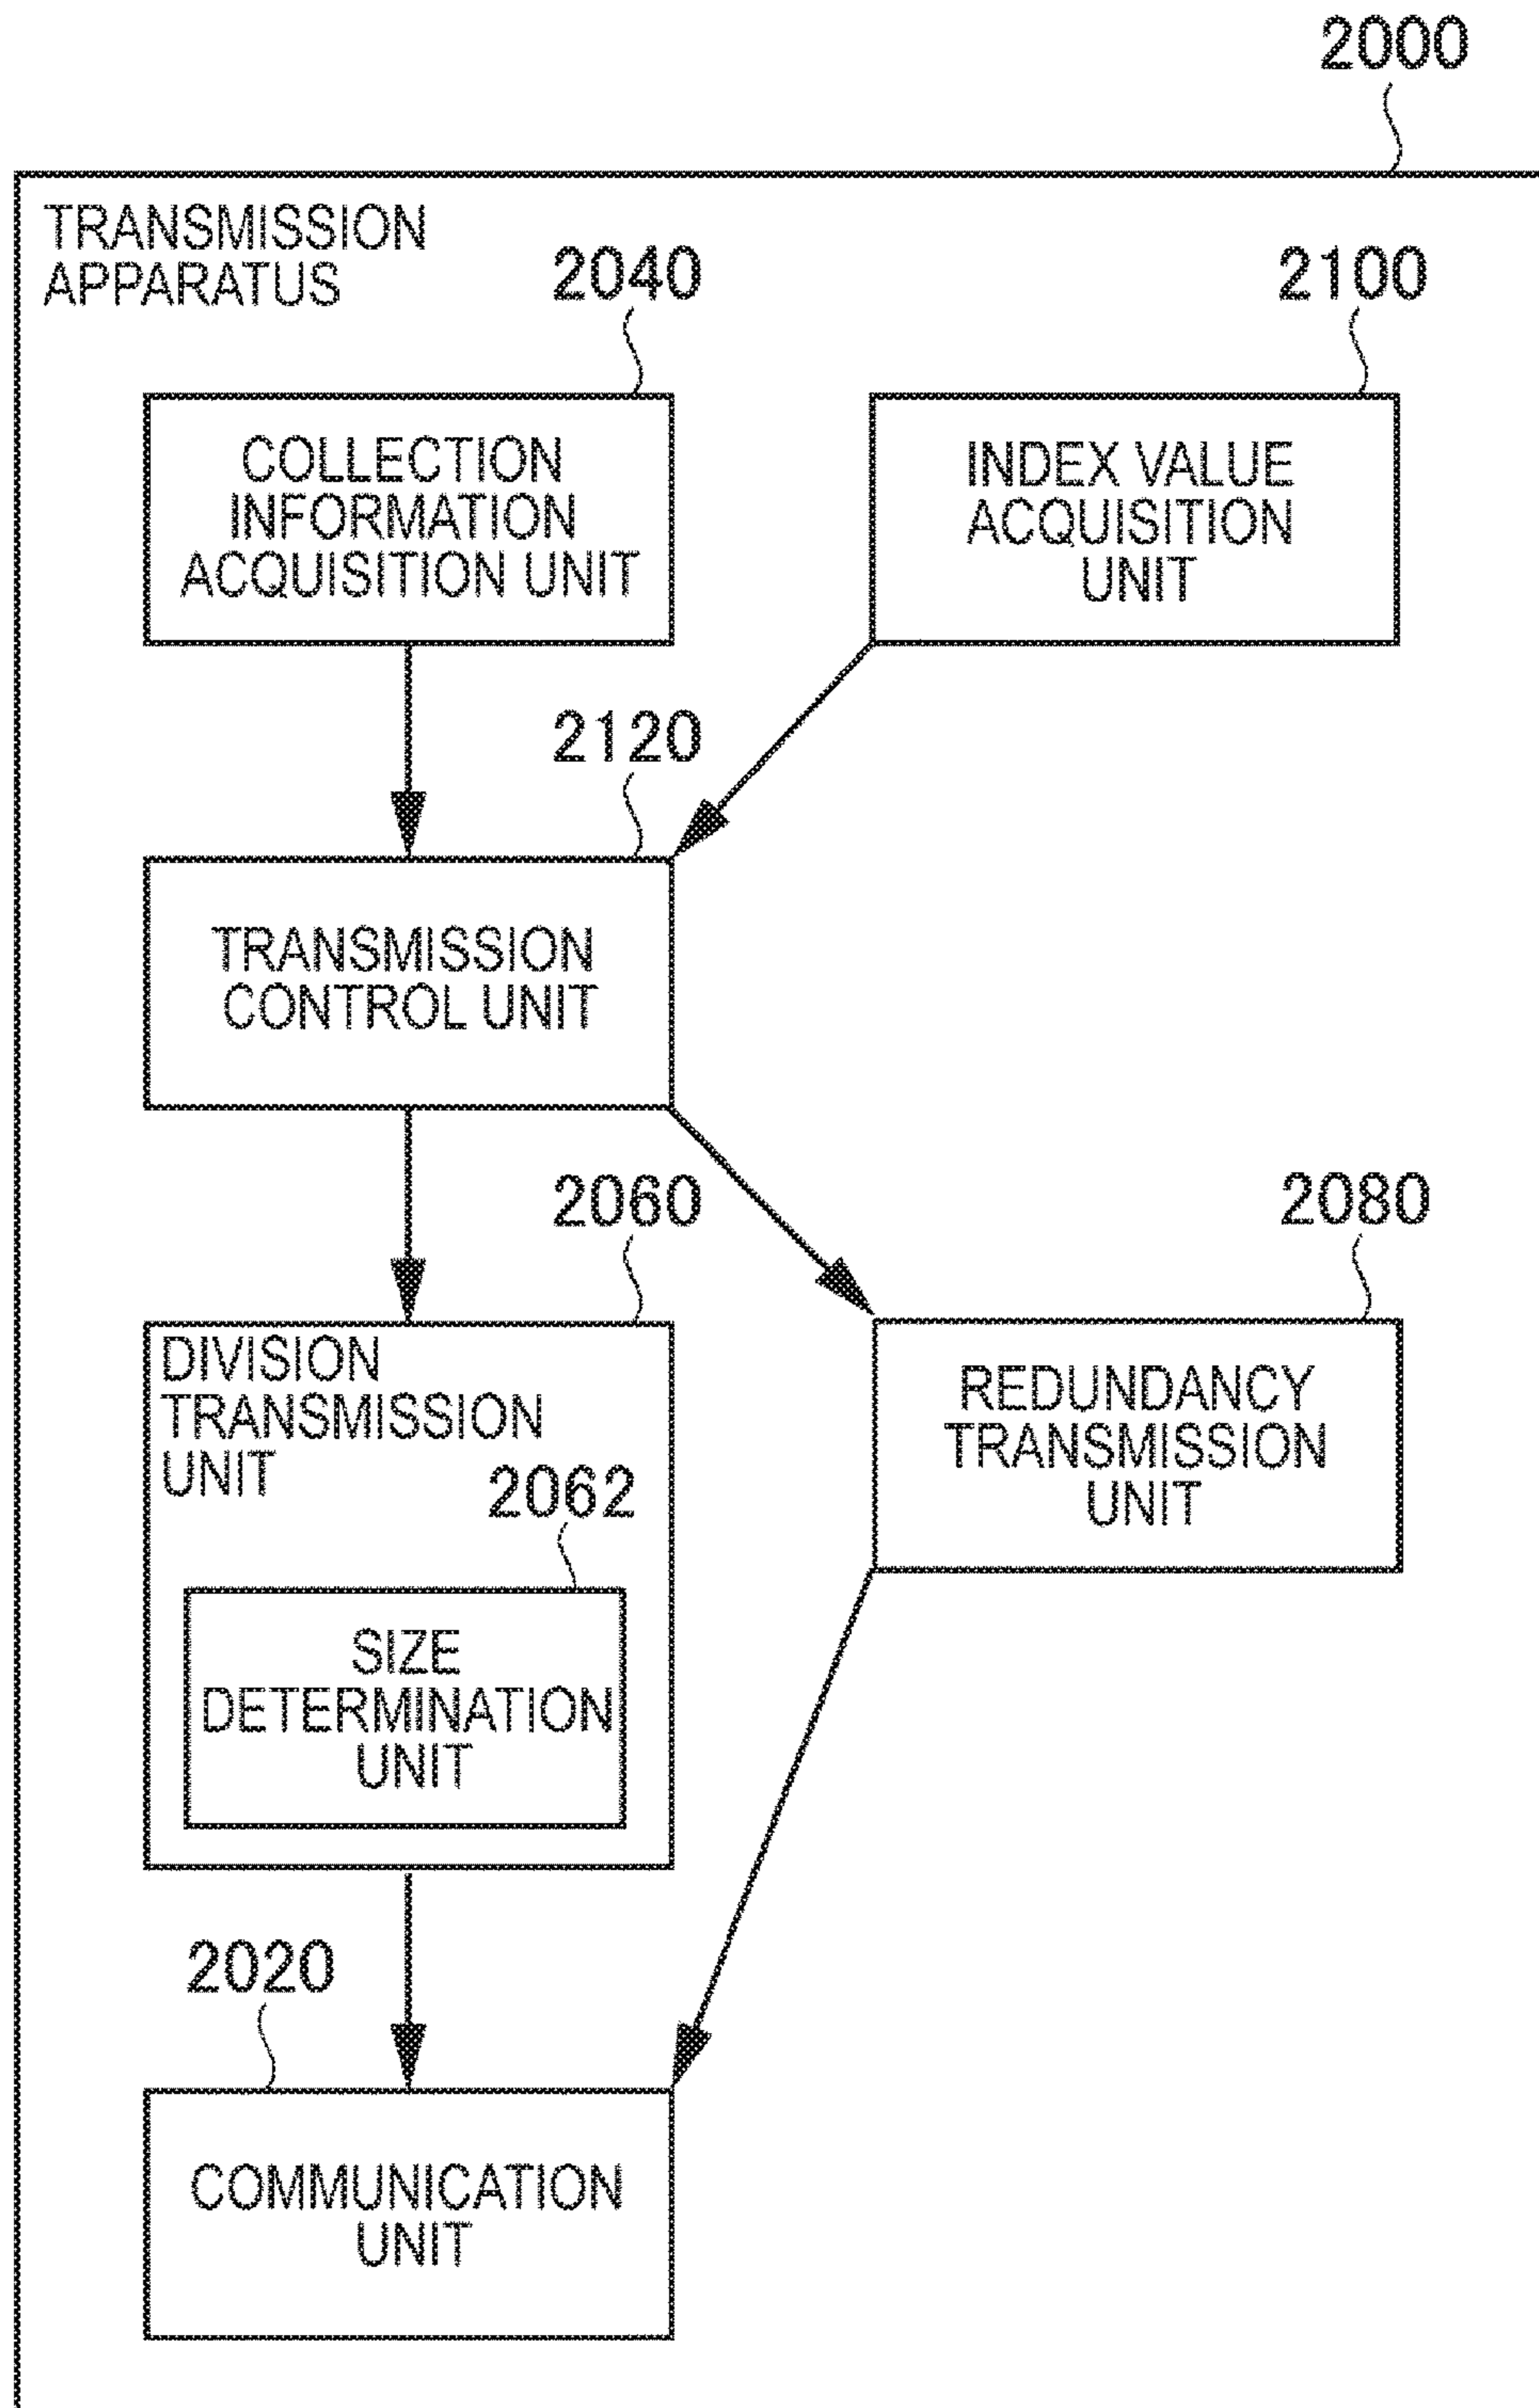 2000
TRANSMISSION
APPARATUS
2040
2100
COLLECTION
INFORMATION
ACQUISITION UNIT
INDEX VALUE
ACQUISITION
UNIT
2120
TRANSMISSION
CONTROL UNIT
2060
2080
DIVISION
TRANSMISSION
UNIT
REDUNDANCY
TRANSMISSION
UNIT
2062
SIZE
DETERMINATION
UNIT
2020
COMMUNICATION
UNIT